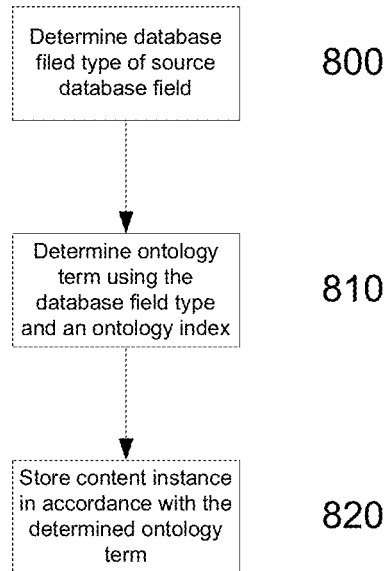 Determine database
filed type of source
database field
800
Determine ontology
term using the
database field type
and an ontology index
810
Store content instance
in accordance with the
determined ontology
term
820